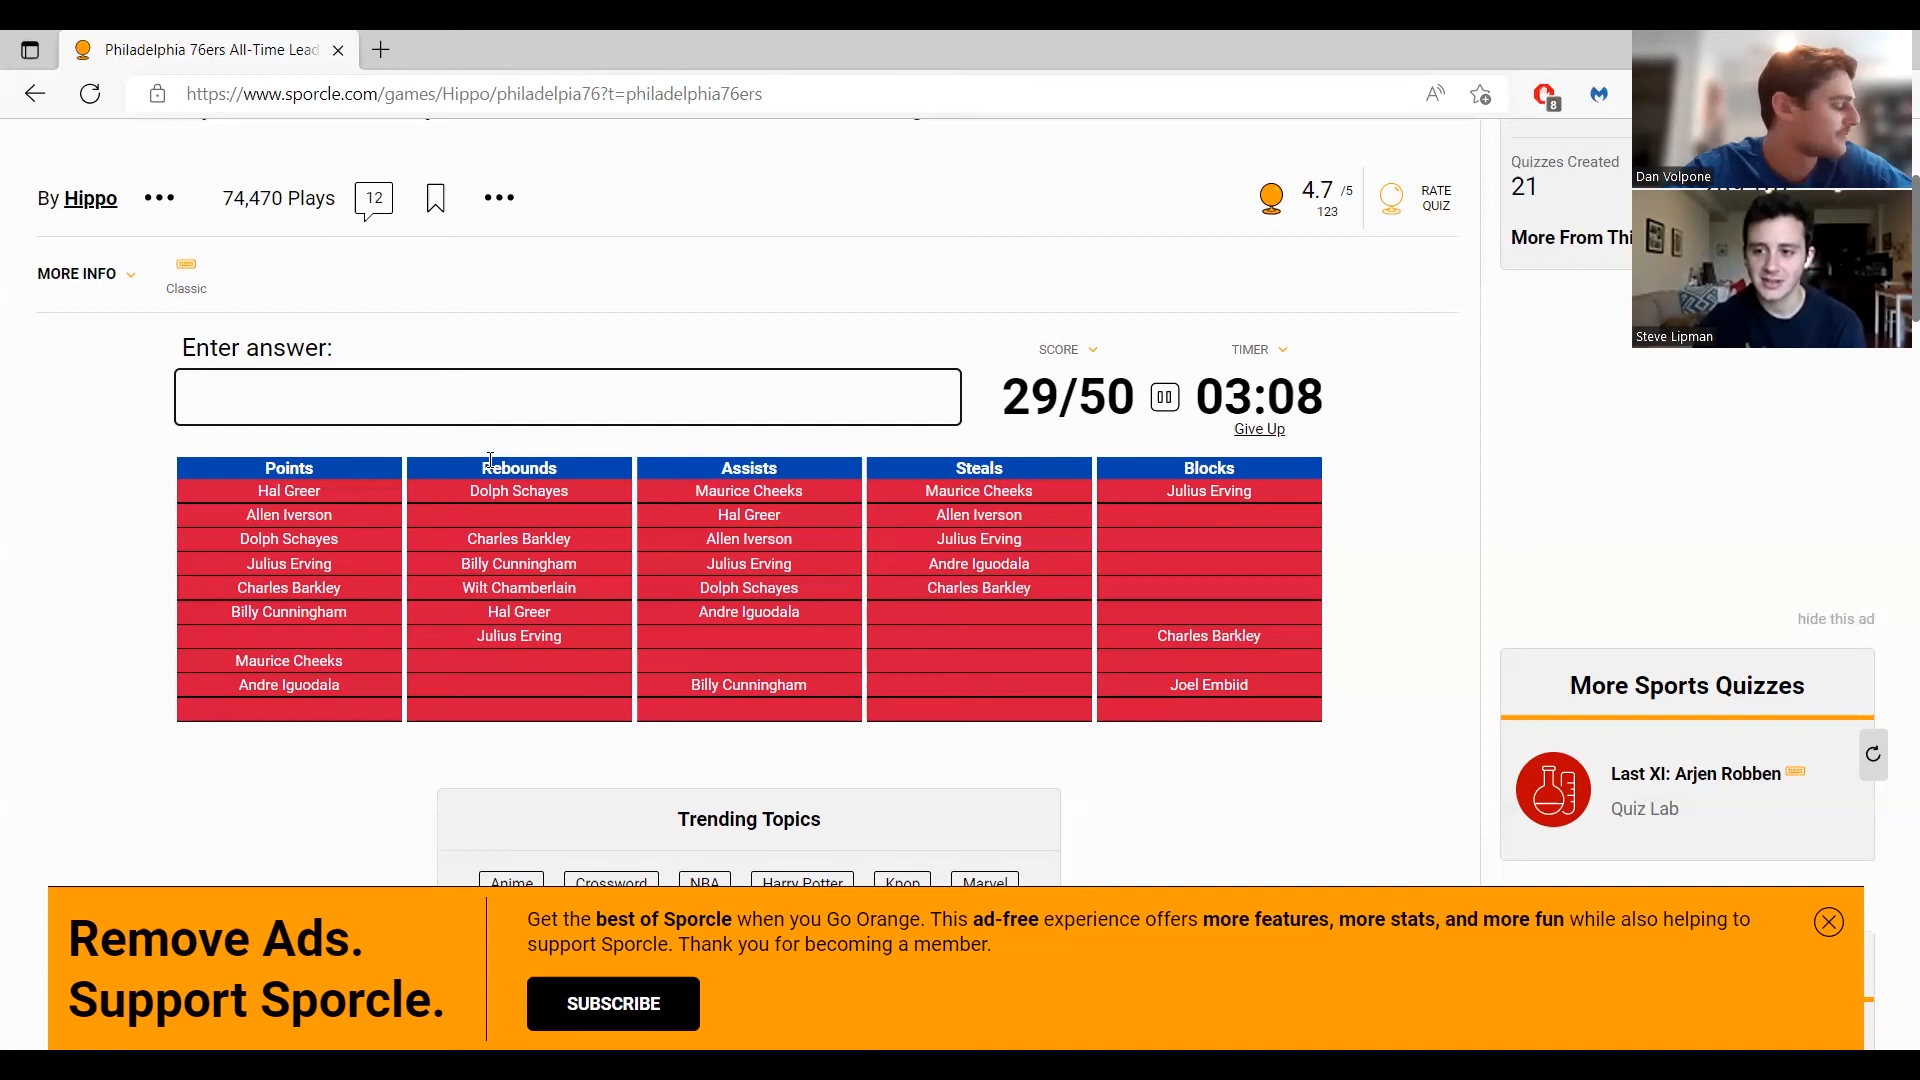 Philadelphia 76ers All-Time Lead
https://www.sporcle.com/games/Hippo/philadelpia76?t=philadelphia76ers
8
By Hippo
74,470 Plays
12
4.7 /5
123
RATE
QUIZ
Quizzes Created
21
More From Thi
Dan Volpone
Steve Lipman
MORE INFO
Classic
Enter answer:
SCORE
TIMER
29/50
03:08
Give Up
Points Rebounds Assists Steals Blocks
Hal Greer Dolph Schayes Maurice Cheeks Maurice Cheeks Julius Erving
Allen Iverson Hal Greer Allen Iverson
Dolph Schayes Charles Barkley Allen Iverson Julius Erving
Julius Erving Billy Cunningham Julius Erving Andre Iguodala
Charles Barkley Wilt Chamberlain Dolph Schayes Charles Barkley
Billy Cunningham Hal Greer Andre Iguodala
Julius Erving Charles Barkley
Maurice Cheeks
Andre Iguodala Billy Cunningham Joel Embiid
hide this ad
More Sports Quizzes
Last XI: Arjen Robben
Quiz Lab
Trending Topics
Anime Crossword NBA Harry Potter Kpop Marvel
Remove Ads.
Support Sporcle.
Get the best of Sporcle when you Go Orange. This ad-free experience offers more features, more stats, and more fun while also helping to
support Sporcle. Thank you for becoming a member.
SUBSCRIBE